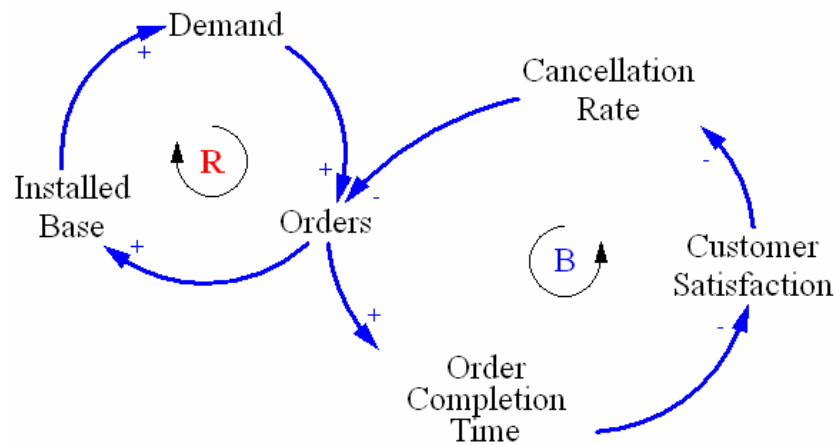 Demand
+
Cancellation
Rate
+
-
-
R
Installed
Base
Orders
+
B
Customer
Satisfaction
+
-
Order
Completion
Time